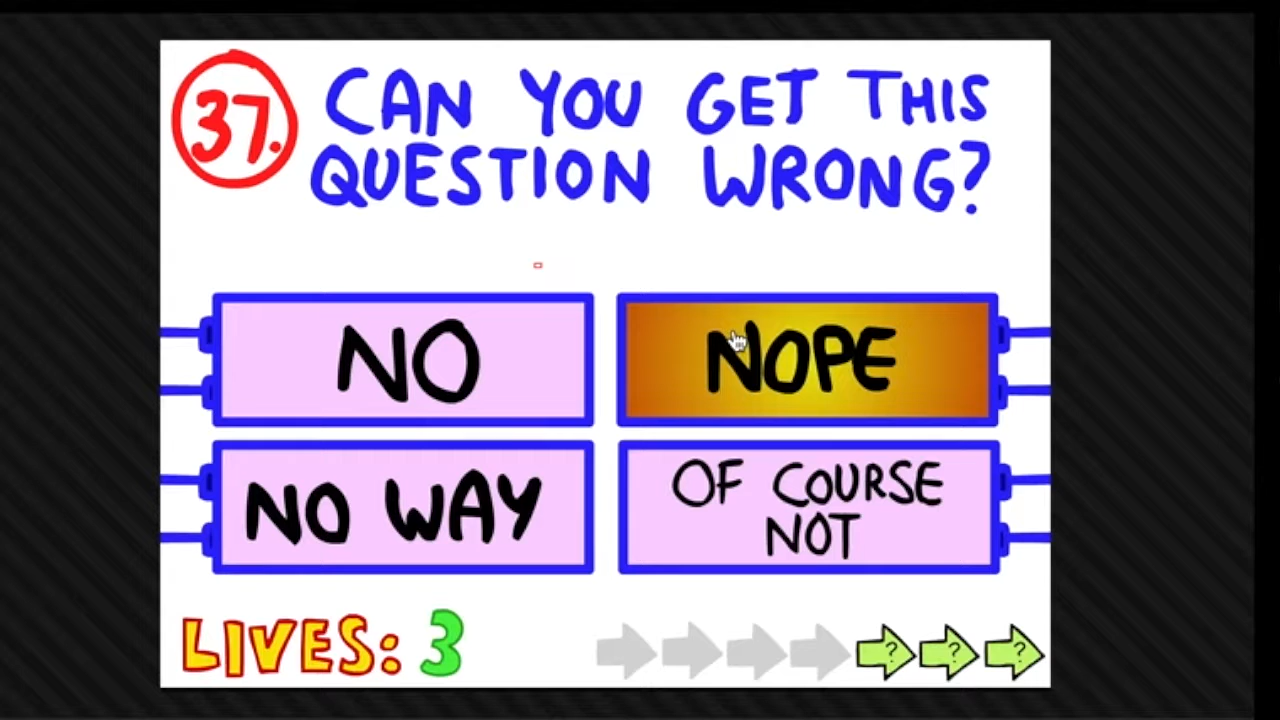 37.
CAN YOU GET THIS
QUESTION WRONG?
NO
NOPE
NO WAY
OF COURSE
NOT
LIVES: 3
? ? ?